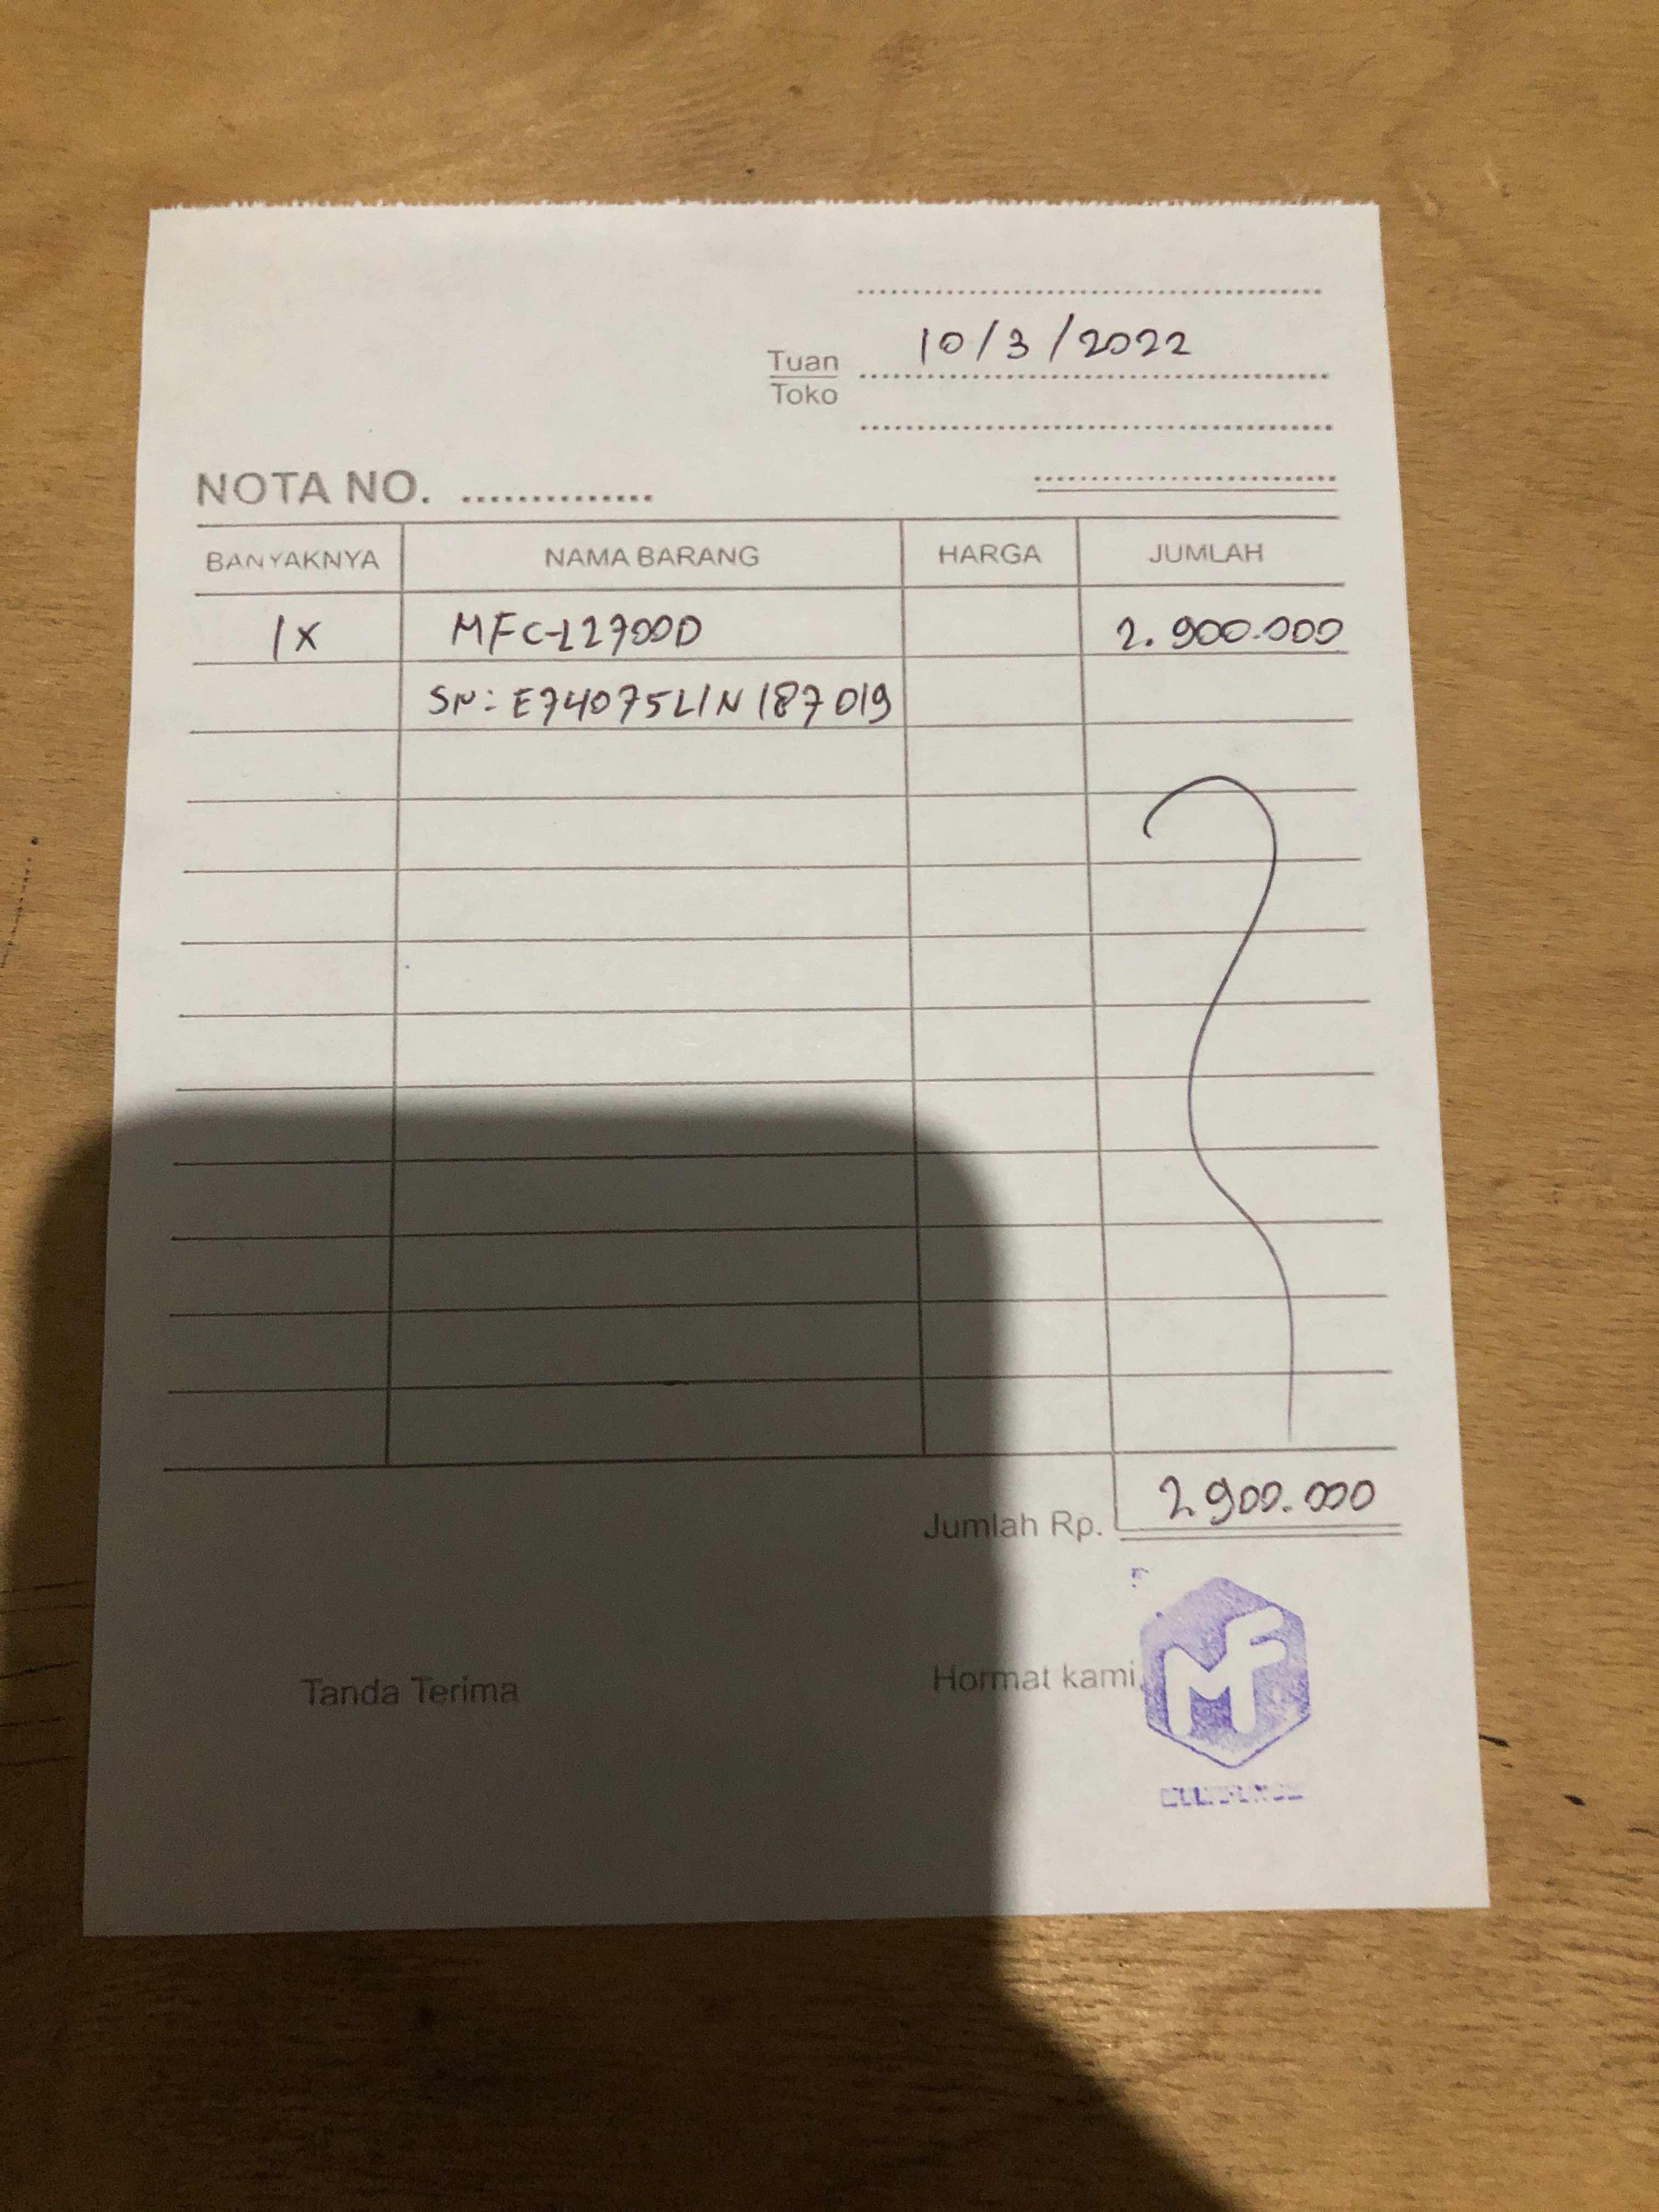 10/3/2022
Tuan
Toko
NOTA NO. ..............
BANYAKNYA NAMA BARANG HARGA JUMLAH
1X MFC-L2700D 2.900.000
SN: E74075L1N187019
Jumlah Rp. 2.900.000
Tanda Terima Hormat kami,
MF